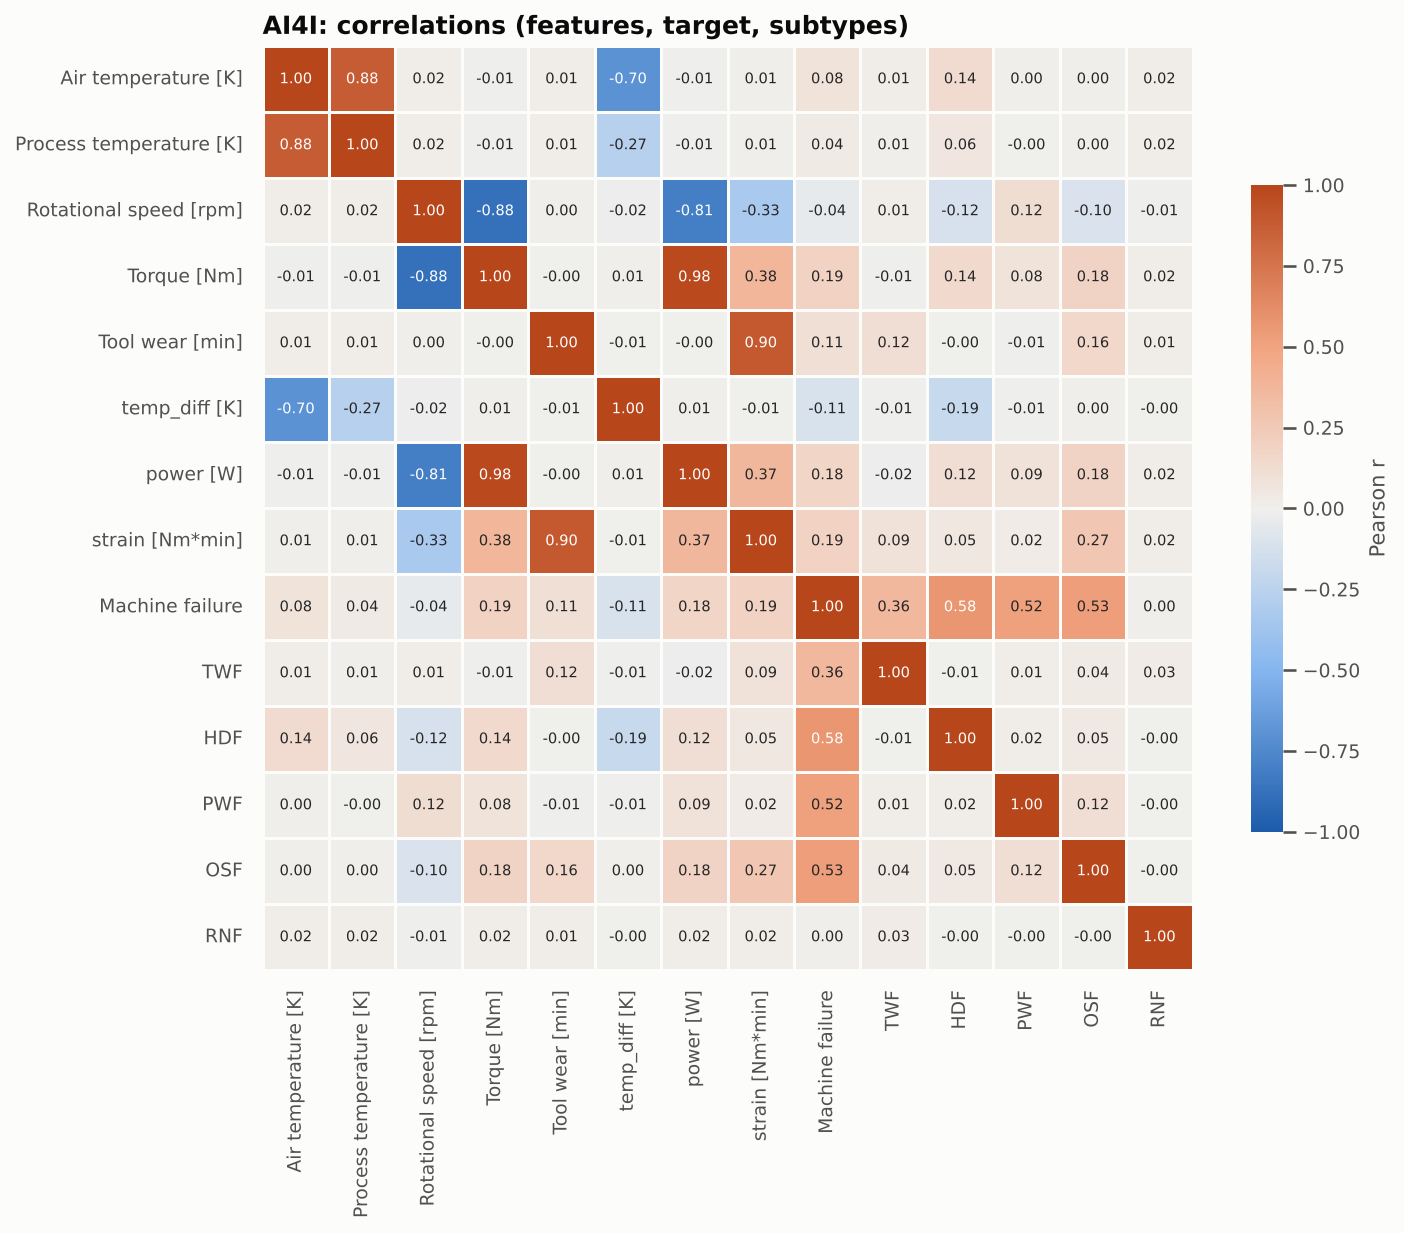 AI4I: correlations (features, target, subtypes)
Air temperature [K] 1.00 0.88 0.02 -0.01 0.01 -0.70 -0.01 0.01 0.08 0.01 0.14 0.00 0.00 0.02
Process temperature [K] 0.88 1.00 0.02 -0.01 0.01 -0.27 -0.01 0.01 0.04 0.01 0.06 -0.00 0.00 0.02
Rotational speed [rpm] 0.02 0.02 1.00 -0.88 0.00 -0.02 -0.81 -0.33 -0.04 0.01 -0.12 0.12 -0.10 -0.01
Torque [Nm] -0.01 -0.01 -0.88 1.00 -0.00 0.01 0.98 0.38 0.19 -0.01 0.14 0.08 0.18 0.02
Tool wear [min] 0.01 0.01 0.00 -0.00 1.00 -0.01 -0.00 0.90 0.11 0.12 -0.00 -0.01 0.16 0.01
temp_diff [K] -0.70 -0.27 -0.02 0.01 -0.01 1.00 0.01 -0.01 -0.11 -0.01 -0.19 -0.01 0.00 -0.00
power [W] -0.01 -0.01 -0.81 0.98 -0.00 0.01 1.00 0.37 0.18 -0.02 0.12 0.09 0.18 0.02
strain [Nm*min] 0.01 0.01 -0.33 0.38 0.90 -0.01 0.37 1.00 0.19 0.09 0.05 0.02 0.27 0.02
Machine failure 0.08 0.04 -0.04 0.19 0.11 -0.11 0.18 0.19 1.00 0.36 0.58 0.52 0.53 0.00
TWF 0.01 0.01 0.01 -0.01 0.12 -0.01 -0.02 0.09 0.36 1.00 -0.01 0.01 0.04 0.03
HDF 0.14 0.06 -0.12 0.14 -0.00 -0.19 0.12 0.05 0.58 -0.01 1.00 0.02 0.05 -0.00
PWF 0.00 -0.00 0.12 0.08 -0.01 -0.01 0.09 0.02 0.52 0.01 0.02 1.00 0.12 -0.00
OSF 0.00 0.00 -0.10 0.18 0.16 0.00 0.18 0.27 0.53 0.04 0.05 0.12 1.00 -0.00
RNF 0.02 0.02 -0.01 0.02 0.01 -0.00 0.02 0.02 0.00 0.03 -0.00 -0.00 -0.00 1.00
Air temperature [K]
Process temperature [K]
Rotational speed [rpm]
Torque [Nm]
Tool wear [min]
temp_diff [K]
power [W]
strain [Nm*min]
Machine failure
TWF
HDF
PWF
OSF
RNF
1.00
0.75
0.50
0.25
0.00
−0.25
−0.50
−0.75
−1.00
Pearson r